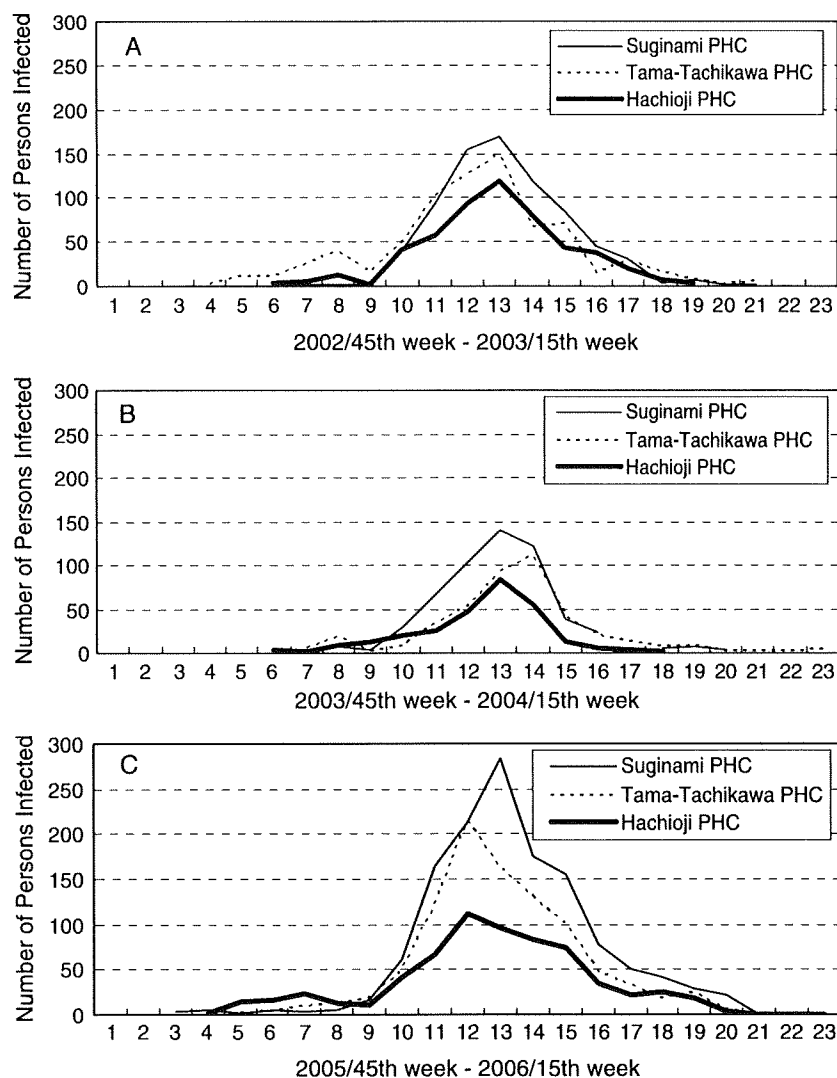 Number of Persons Infected
A
300
250
200
150
100
50
0
Suginami PHC
Tama-Tachikawa PHC
Hachioji PHC
1 2 3 4 5 6 7 8 9 10 11 12 13 14 15 16 17 18 19 20 21 22 23
2002/45th week - 2003/15th week
Number of Persons Infected
B
300
250
200
150
100
50
0
Suginami PHC
Tama-Tachikawa PHC
Hachioji PHC
1 2 3 4 5 6 7 8 9 10 11 12 13 14 15 16 17 18 19 20 21 22 23
2003/45th week - 2004/15th week
Number of Persons Infected
C
300
250
200
150
100
50
0
Suginami PHC
Tama-Tachikawa PHC
Hachioji PHC
1 2 3 4 5 6 7 8 9 10 11 12 13 14 15 16 17 18 19 20 21 22 23
2005/45th week - 2006/15th week